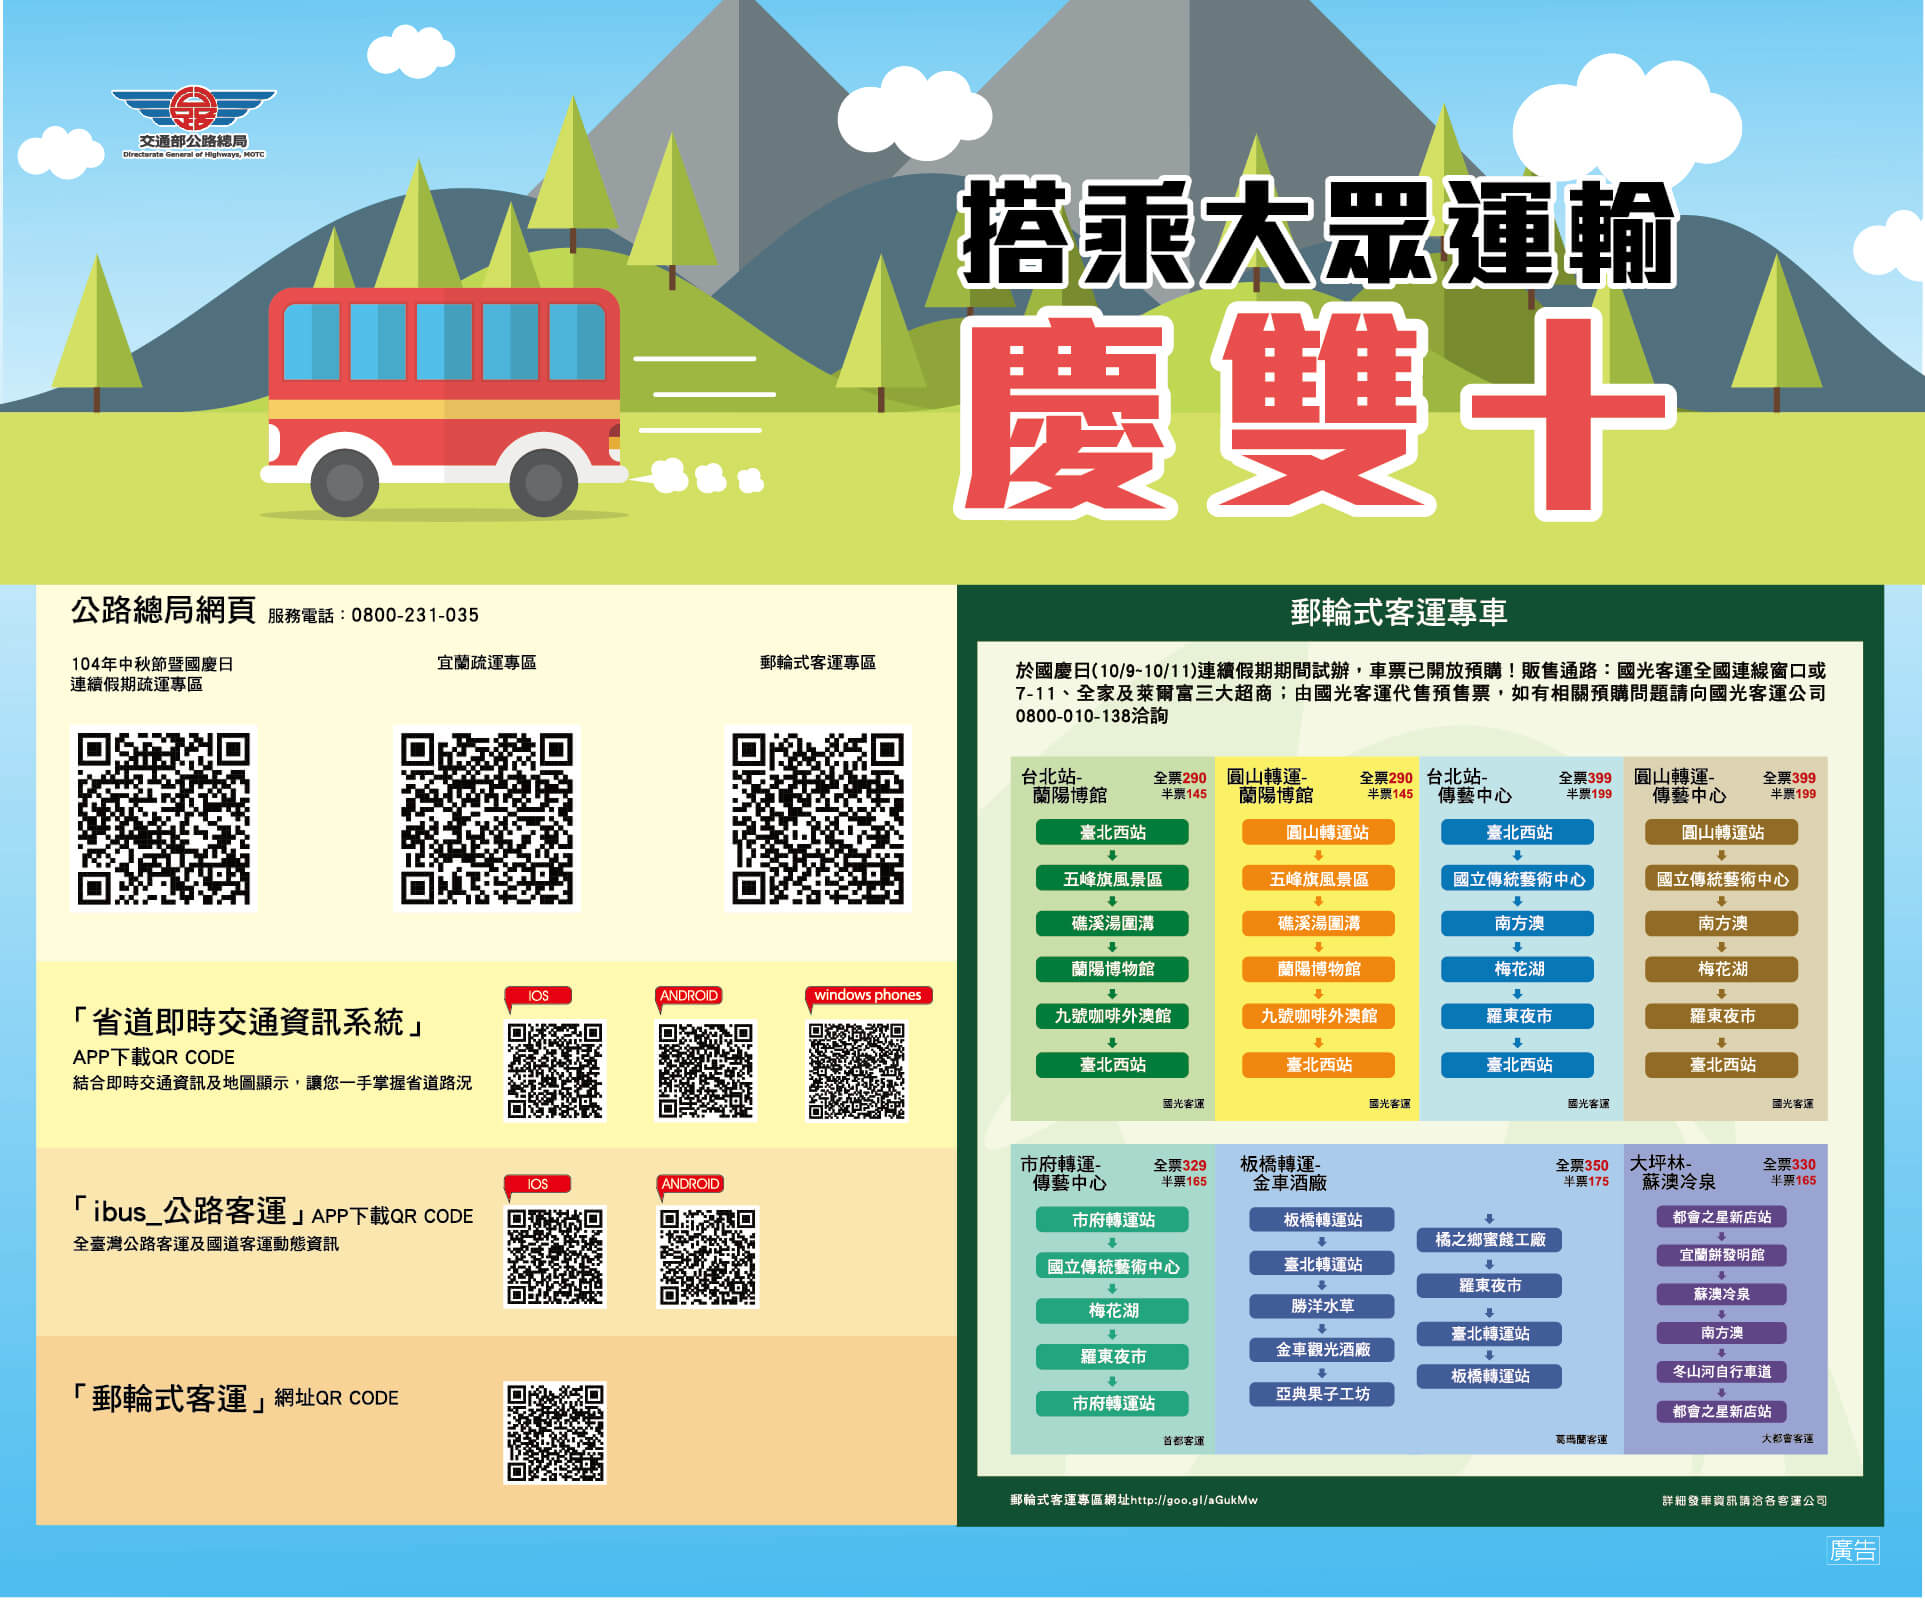 交通部公路總局
Directorate General of Highways, MOTC
搭乘大眾運輸
慶雙十
公路總局網頁 服務電話：0800-231-035
104年中秋節暨國慶日
連續假期疏運專區
宜蘭疏運專區
郵輪式客運專區
「省道即時交通資訊系統」
APP下載QR CODE
結合即時交通資訊及地圖顯示，讓您一手掌握省道路況
IOS
ANDROID
windows phones
「ibus_公路客運」APP下載QR CODE
全臺灣公路客運及國道客運動態資訊
IOS
ANDROID
「郵輪式客運」網址QR CODE
郵輪式客運專車
於國慶日(10/9~10/11)連續假期期間試辦，車票已開放預購！販售通路：國光客運全國連線窗口或
7-11、全家及萊爾富三大超商；由國光客運代售預售票，如有相關預購問題請向國光客運公司
0800-010-138洽詢
台北站-
蘭陽博館
全票290
半票145
臺北西站
五峰旗風景區
礁溪湯圍溝
蘭陽博物館
九號咖啡外澳館
臺北西站
國光客運
圓山轉運-
蘭陽博館
全票290
半票145
圓山轉運站
五峰旗風景區
礁溪湯圍溝
蘭陽博物館
九號咖啡外澳館
臺北西站
國光客運
台北站-
傳藝中心
全票399
半票199
臺北西站
國立傳統藝術中心
南方澳
梅花湖
羅東夜市
臺北西站
國光客運
圓山轉運-
傳藝中心
全票399
半票199
圓山轉運站
國立傳統藝術中心
南方澳
梅花湖
羅東夜市
臺北西站
國光客運
市府轉運-
傳藝中心
全票329
半票165
市府轉運站
國立傳統藝術中心
梅花湖
羅東夜市
市府轉運站
首都客運
板橋轉運-
金車酒廠
全票350
半票175
板橋轉運站
臺北轉運站
勝洋水草
金車觀光酒廠
亞典果子工坊
橘之鄉蜜餞工廠
羅東夜市
臺北轉運站
板橋轉運站
葛瑪蘭客運
大坪林-
蘇澳冷泉
全票330
半票165
都會之星新店站
宜蘭餅發明館
蘇澳冷泉
南方澳
冬山河自行車道
都會之星新店站
大都會客運
郵輪式客運專區網址http://goo.gl/aGukMw
詳細發車資訊請洽各客運公司
廣告